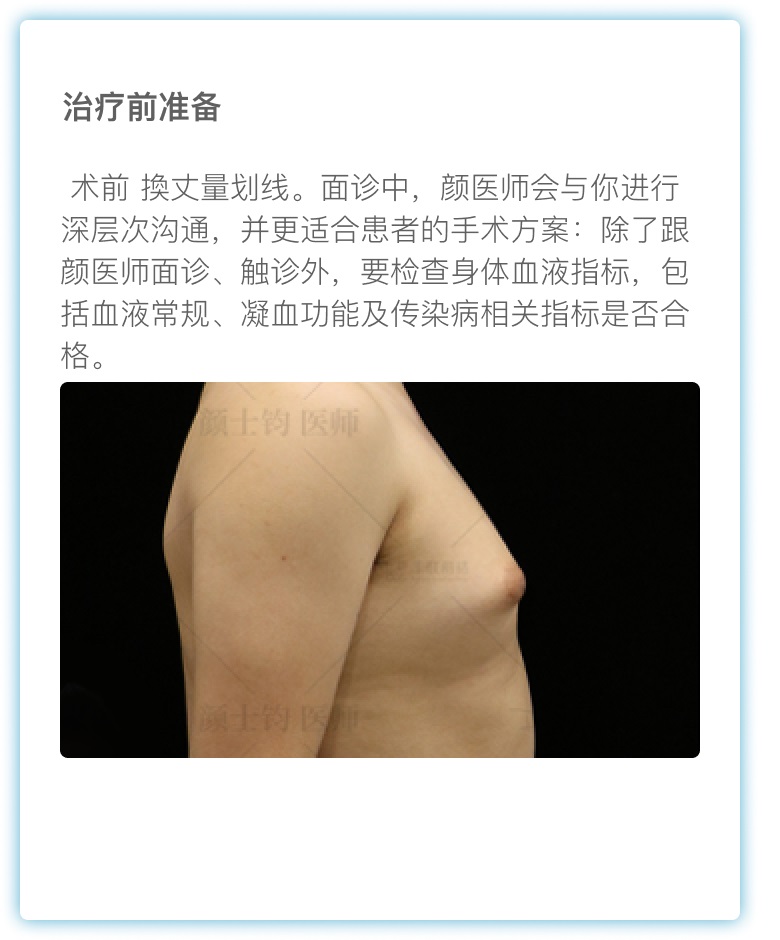 治疗前准备
术前 换丈量划线。面诊中，颜医师会与你进行
深层次沟通，并更适合患者的手术方案：除了跟
颜医师面诊、触诊外，要检查身体血液指标，包
括血液常规、凝血功能及传染病相关指标是否合
格。
颜士钧 医师
颜士钧 医师